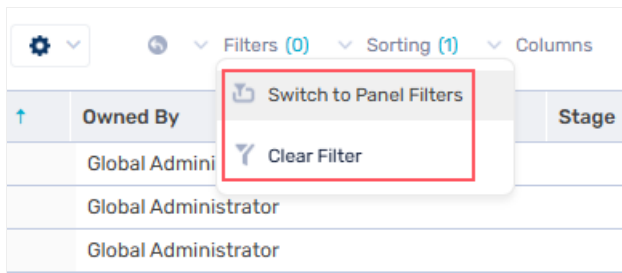 Filters (0) Sorting (1) Columns
Switch to Panel Filters
Owned By Stage
Clear Filter
Global Admini
Global Administrator
Global Administrator